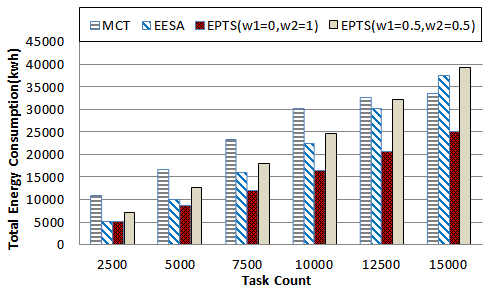 MCT EESA EPTS(w1=0,w2=1) EPTS(w1=0.5,w2=0.5)
Total Energy Consumption(kwh)
45000
40000
35000
30000
25000
20000
15000
10000
5000
0
2500 5000 7500 10000 12500 15000
Task Count